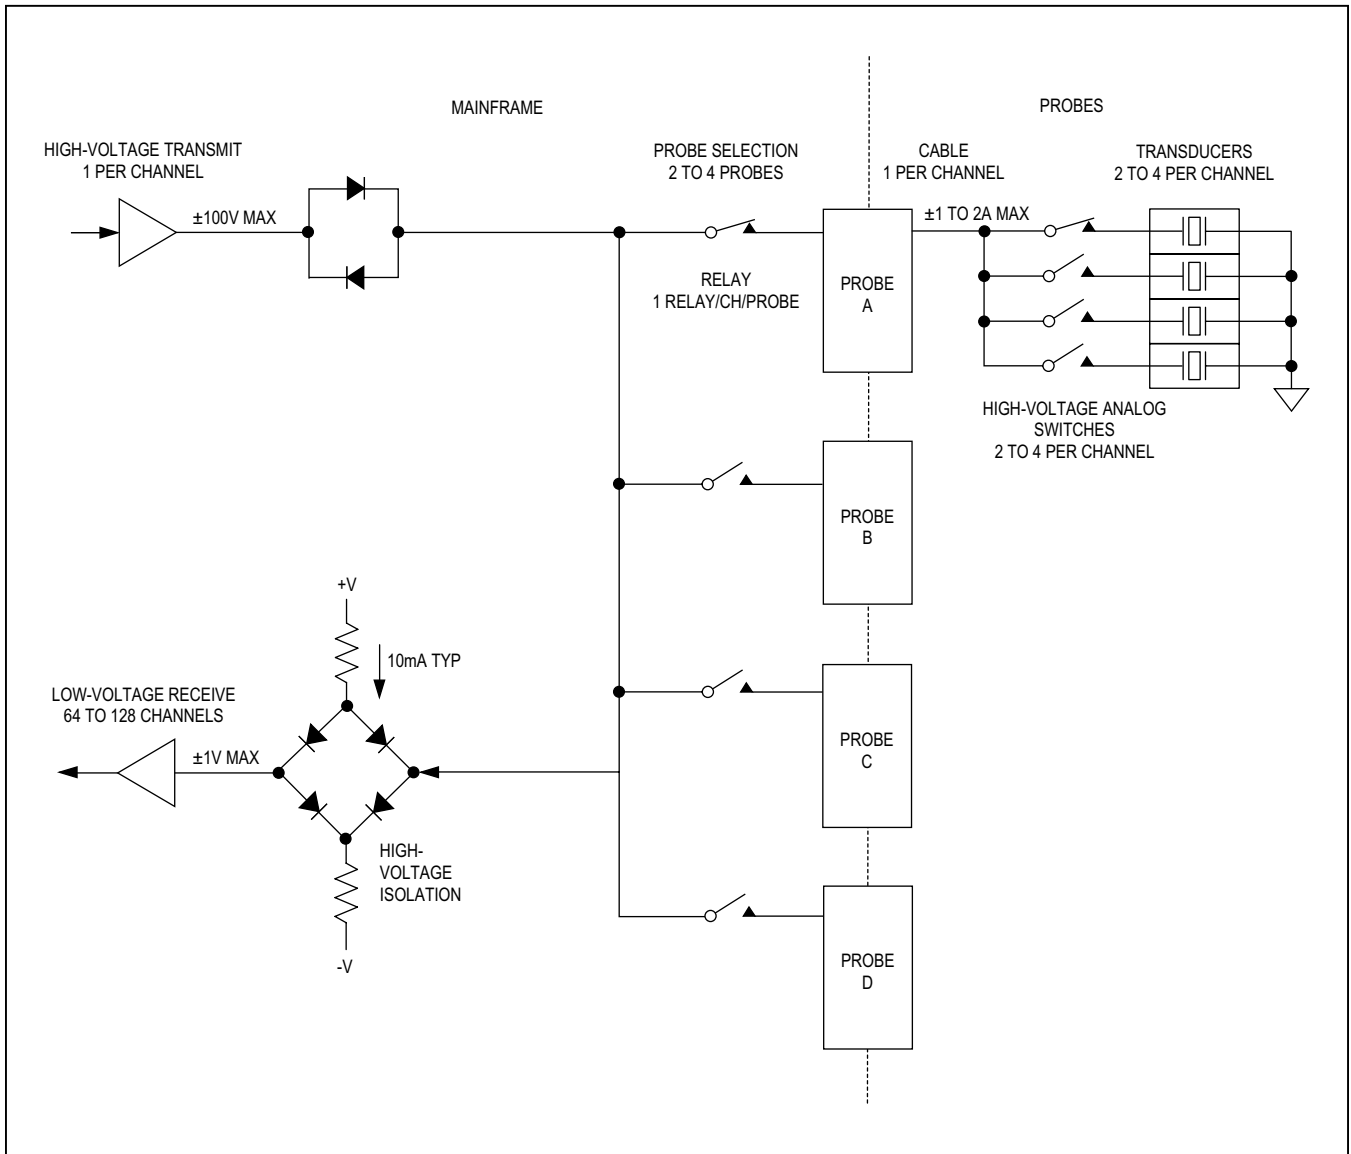 MAINFRAME
PROBES
HIGH-VOLTAGE TRANSMIT
1 PER CHANNEL
±100V MAX
PROBE SELECTION
2 TO 4 PROBES
CABLE
1 PER CHANNEL
±1 TO 2A MAX
TRANSDUCERS
2 TO 4 PER CHANNEL
RELAY
1 RELAY/CH/PROBE
PROBE
A
HIGH-VOLTAGE ANALOG
SWITCHES
2 TO 4 PER CHANNEL
PROBE
B
+V
10mA TYP
LOW-VOLTAGE RECEIVE
64 TO 128 CHANNELS
±1V MAX
PROBE
C
HIGH-
VOLTAGE
ISOLATION
-V
PROBE
D